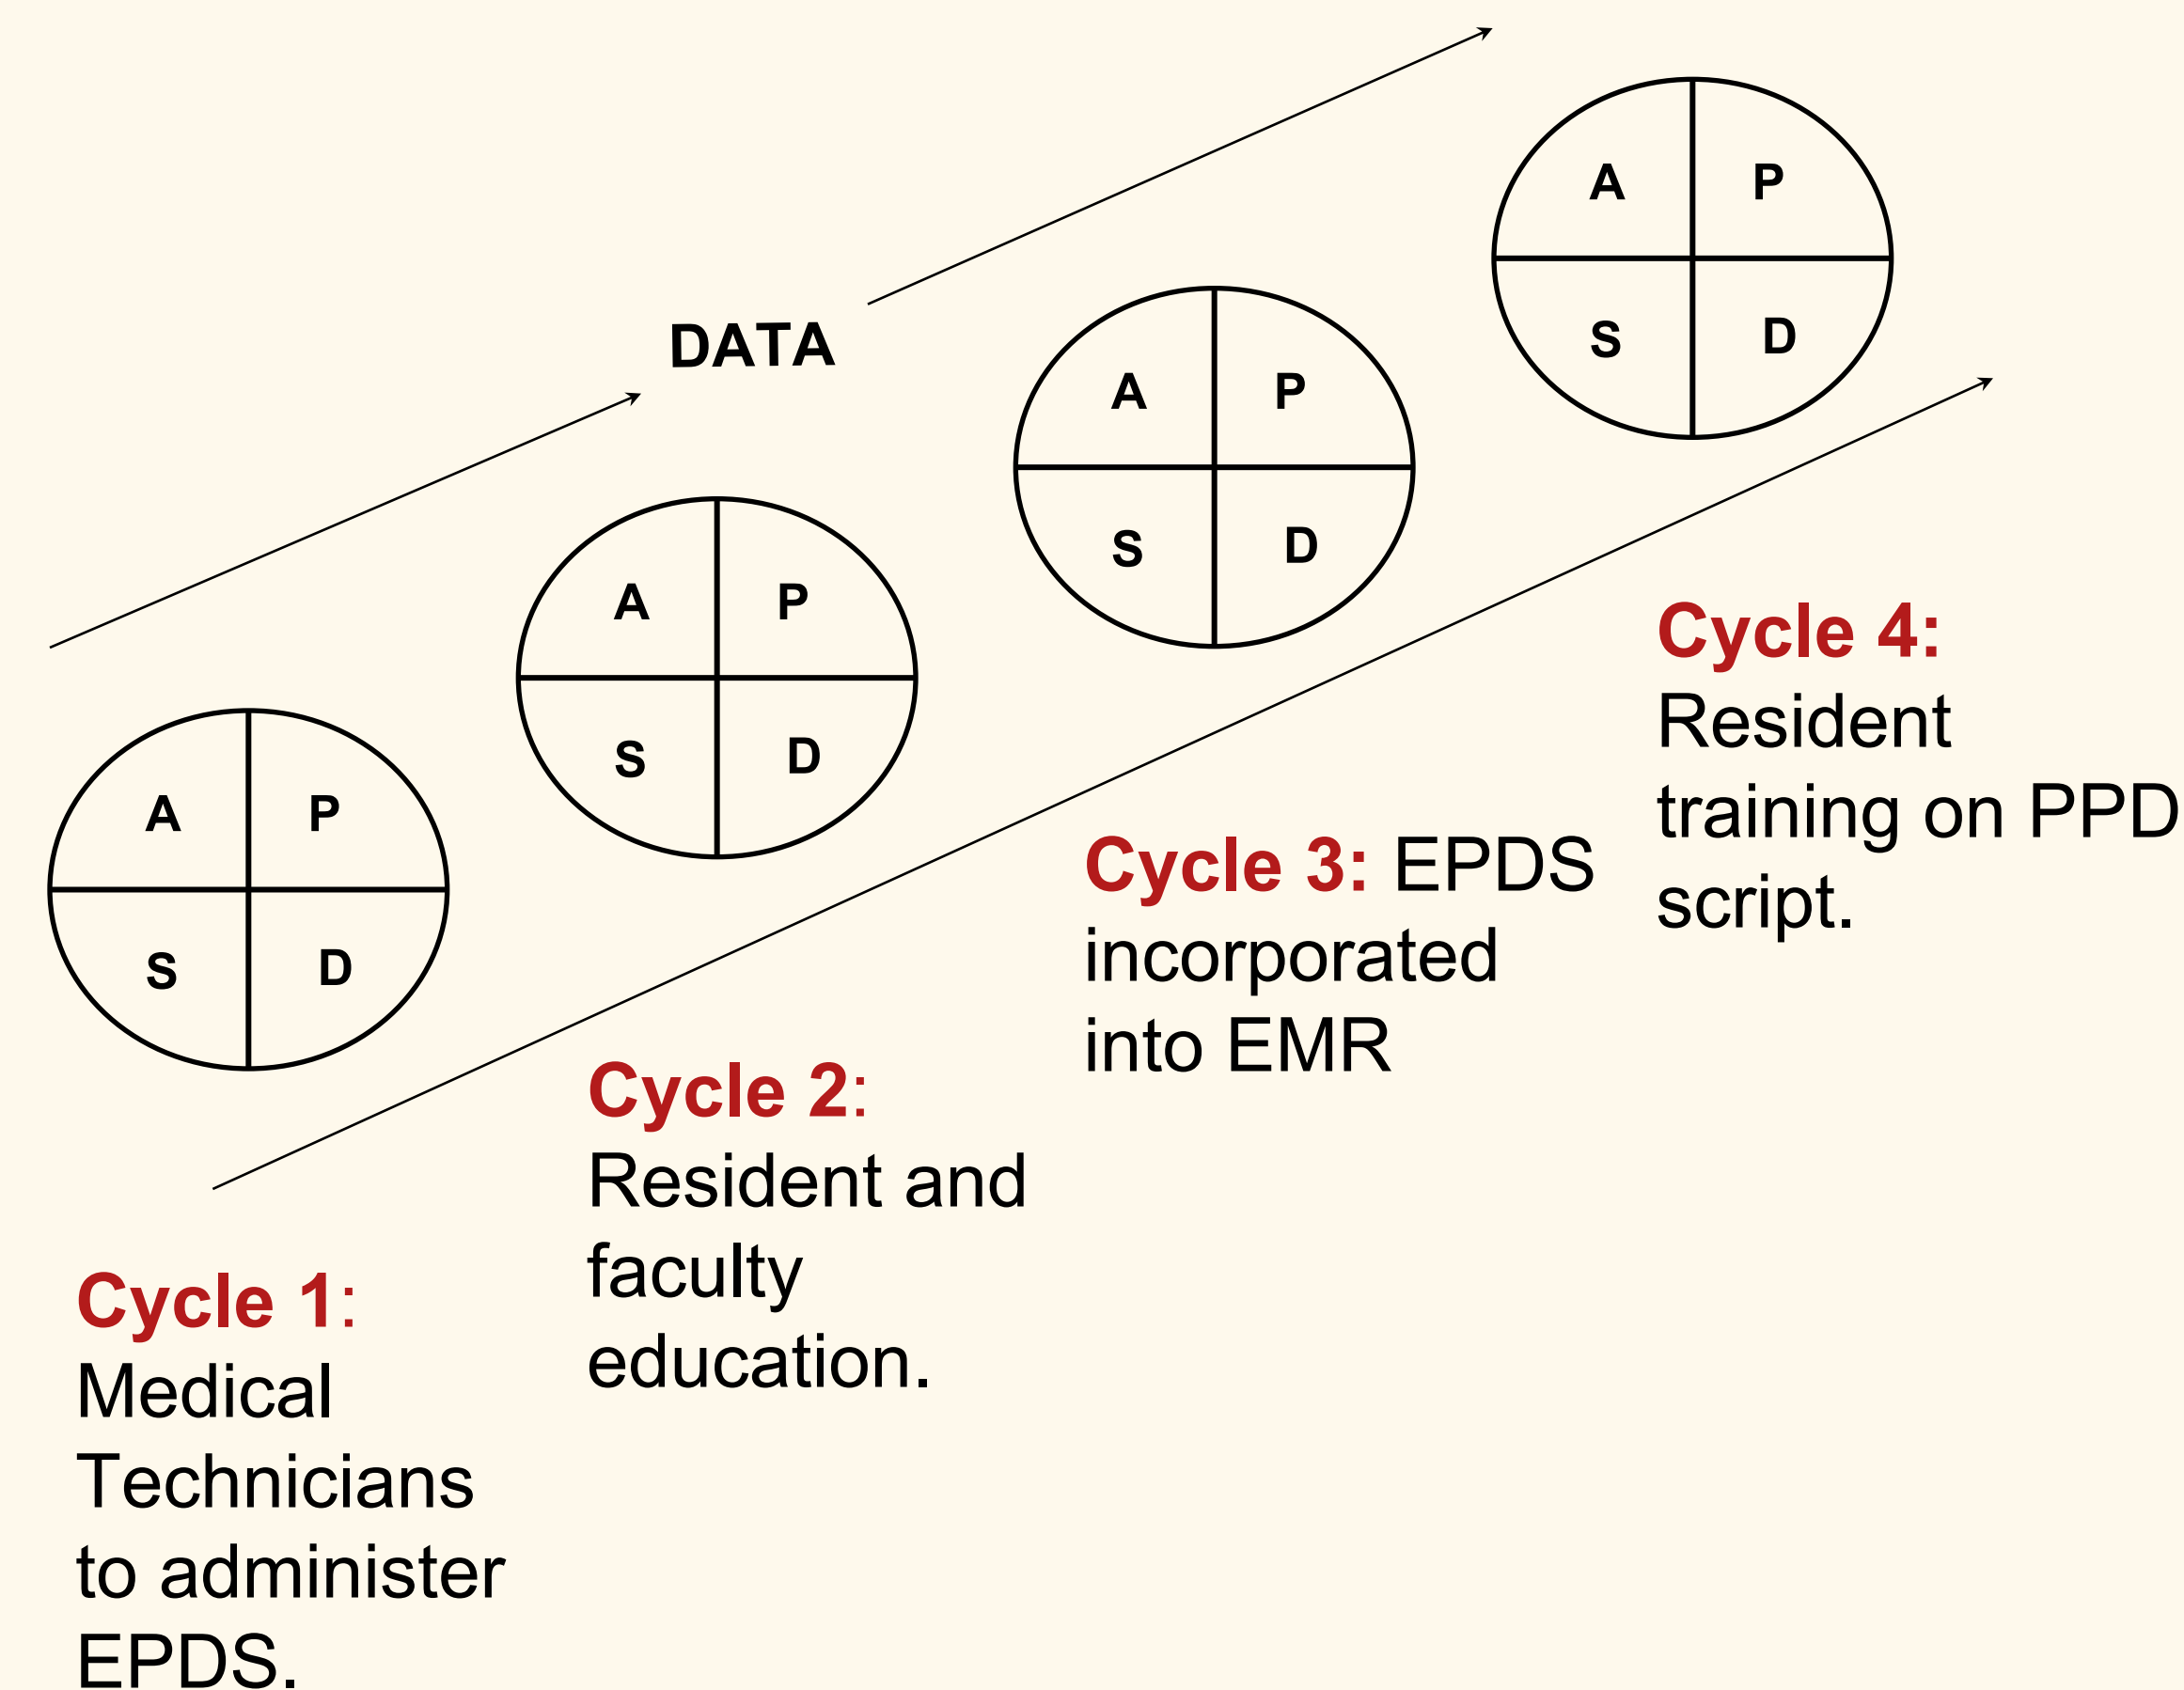 DATA
A P
S D
A P
S D
A P
S D
A P
S D
Cycle 1:
Medical
Technicians
to administer
EPDS.
Cycle 2:
Resident and
faculty
education.
Cycle 3: EPDS
incorporated
into EMR
Cycle 4:
Resident
training on PPD
script.